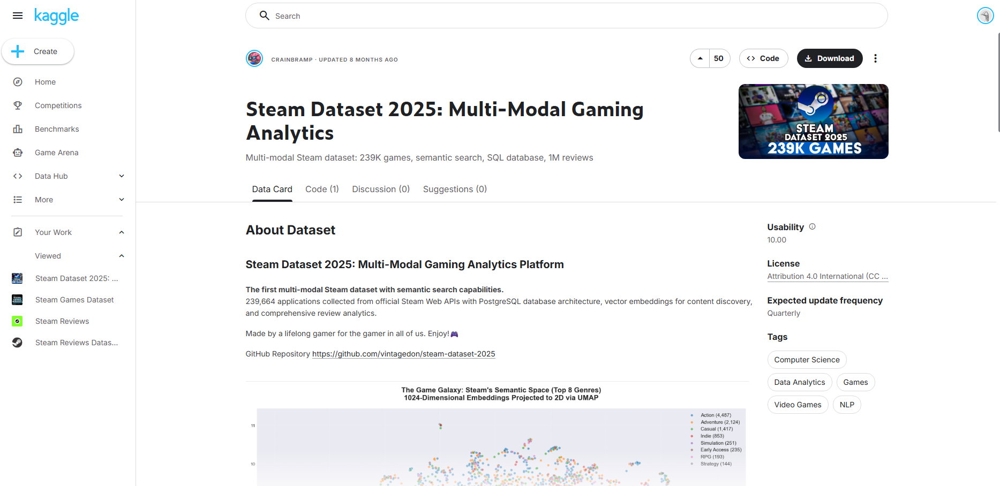 kaggle
Search
Create
Home
Competitions
Benchmarks
Game Arena
Data Hub
More
Your Work
Viewed
Steam Dataset 2025: ...
Steam Games Dataset
Steam Reviews
Steam Reviews Datas...
CRAINBRAMP · UPDATED 8 MONTHS AGO
50
Code
Download
Steam Dataset 2025: Multi-Modal Gaming
Analytics
Multi-modal Steam dataset: 239K games, semantic search, SQL database, 1M reviews
STEAM
DATASET 2025
239K GAMES
Data Card
Code (1)
Discussion (0)
Suggestions (0)
About Dataset
Steam Dataset 2025: Multi-Modal Gaming Analytics Platform
The first multi-modal Steam dataset with semantic search capabilities.
239,664 applications collected from official Steam Web APIs with PostgreSQL database architecture, vector embeddings for content discovery,
and comprehensive review analytics.
Made by a lifelong gamer for the gamer in all of us. Enjoy!🎮
GitHub Repository https://github.com/vintagedon/steam-dataset-2025
The Game Galaxy: Steam's Semantic Space (Top 8 Genres)
1024-Dimensional Embeddings Projected to 2D via UMAP
11
10
Action (4,487)
Adventure (2,124)
Casual (1,417)
Indie (853)
Simulation (251)
Early Access (235)
RPG (193)
Strategy (144)
Usability
10.00
License
Attribution 4.0 International (CC ...
Expected update frequency
Quarterly
Tags
Computer Science
Data Analytics
Games
Video Games
NLP